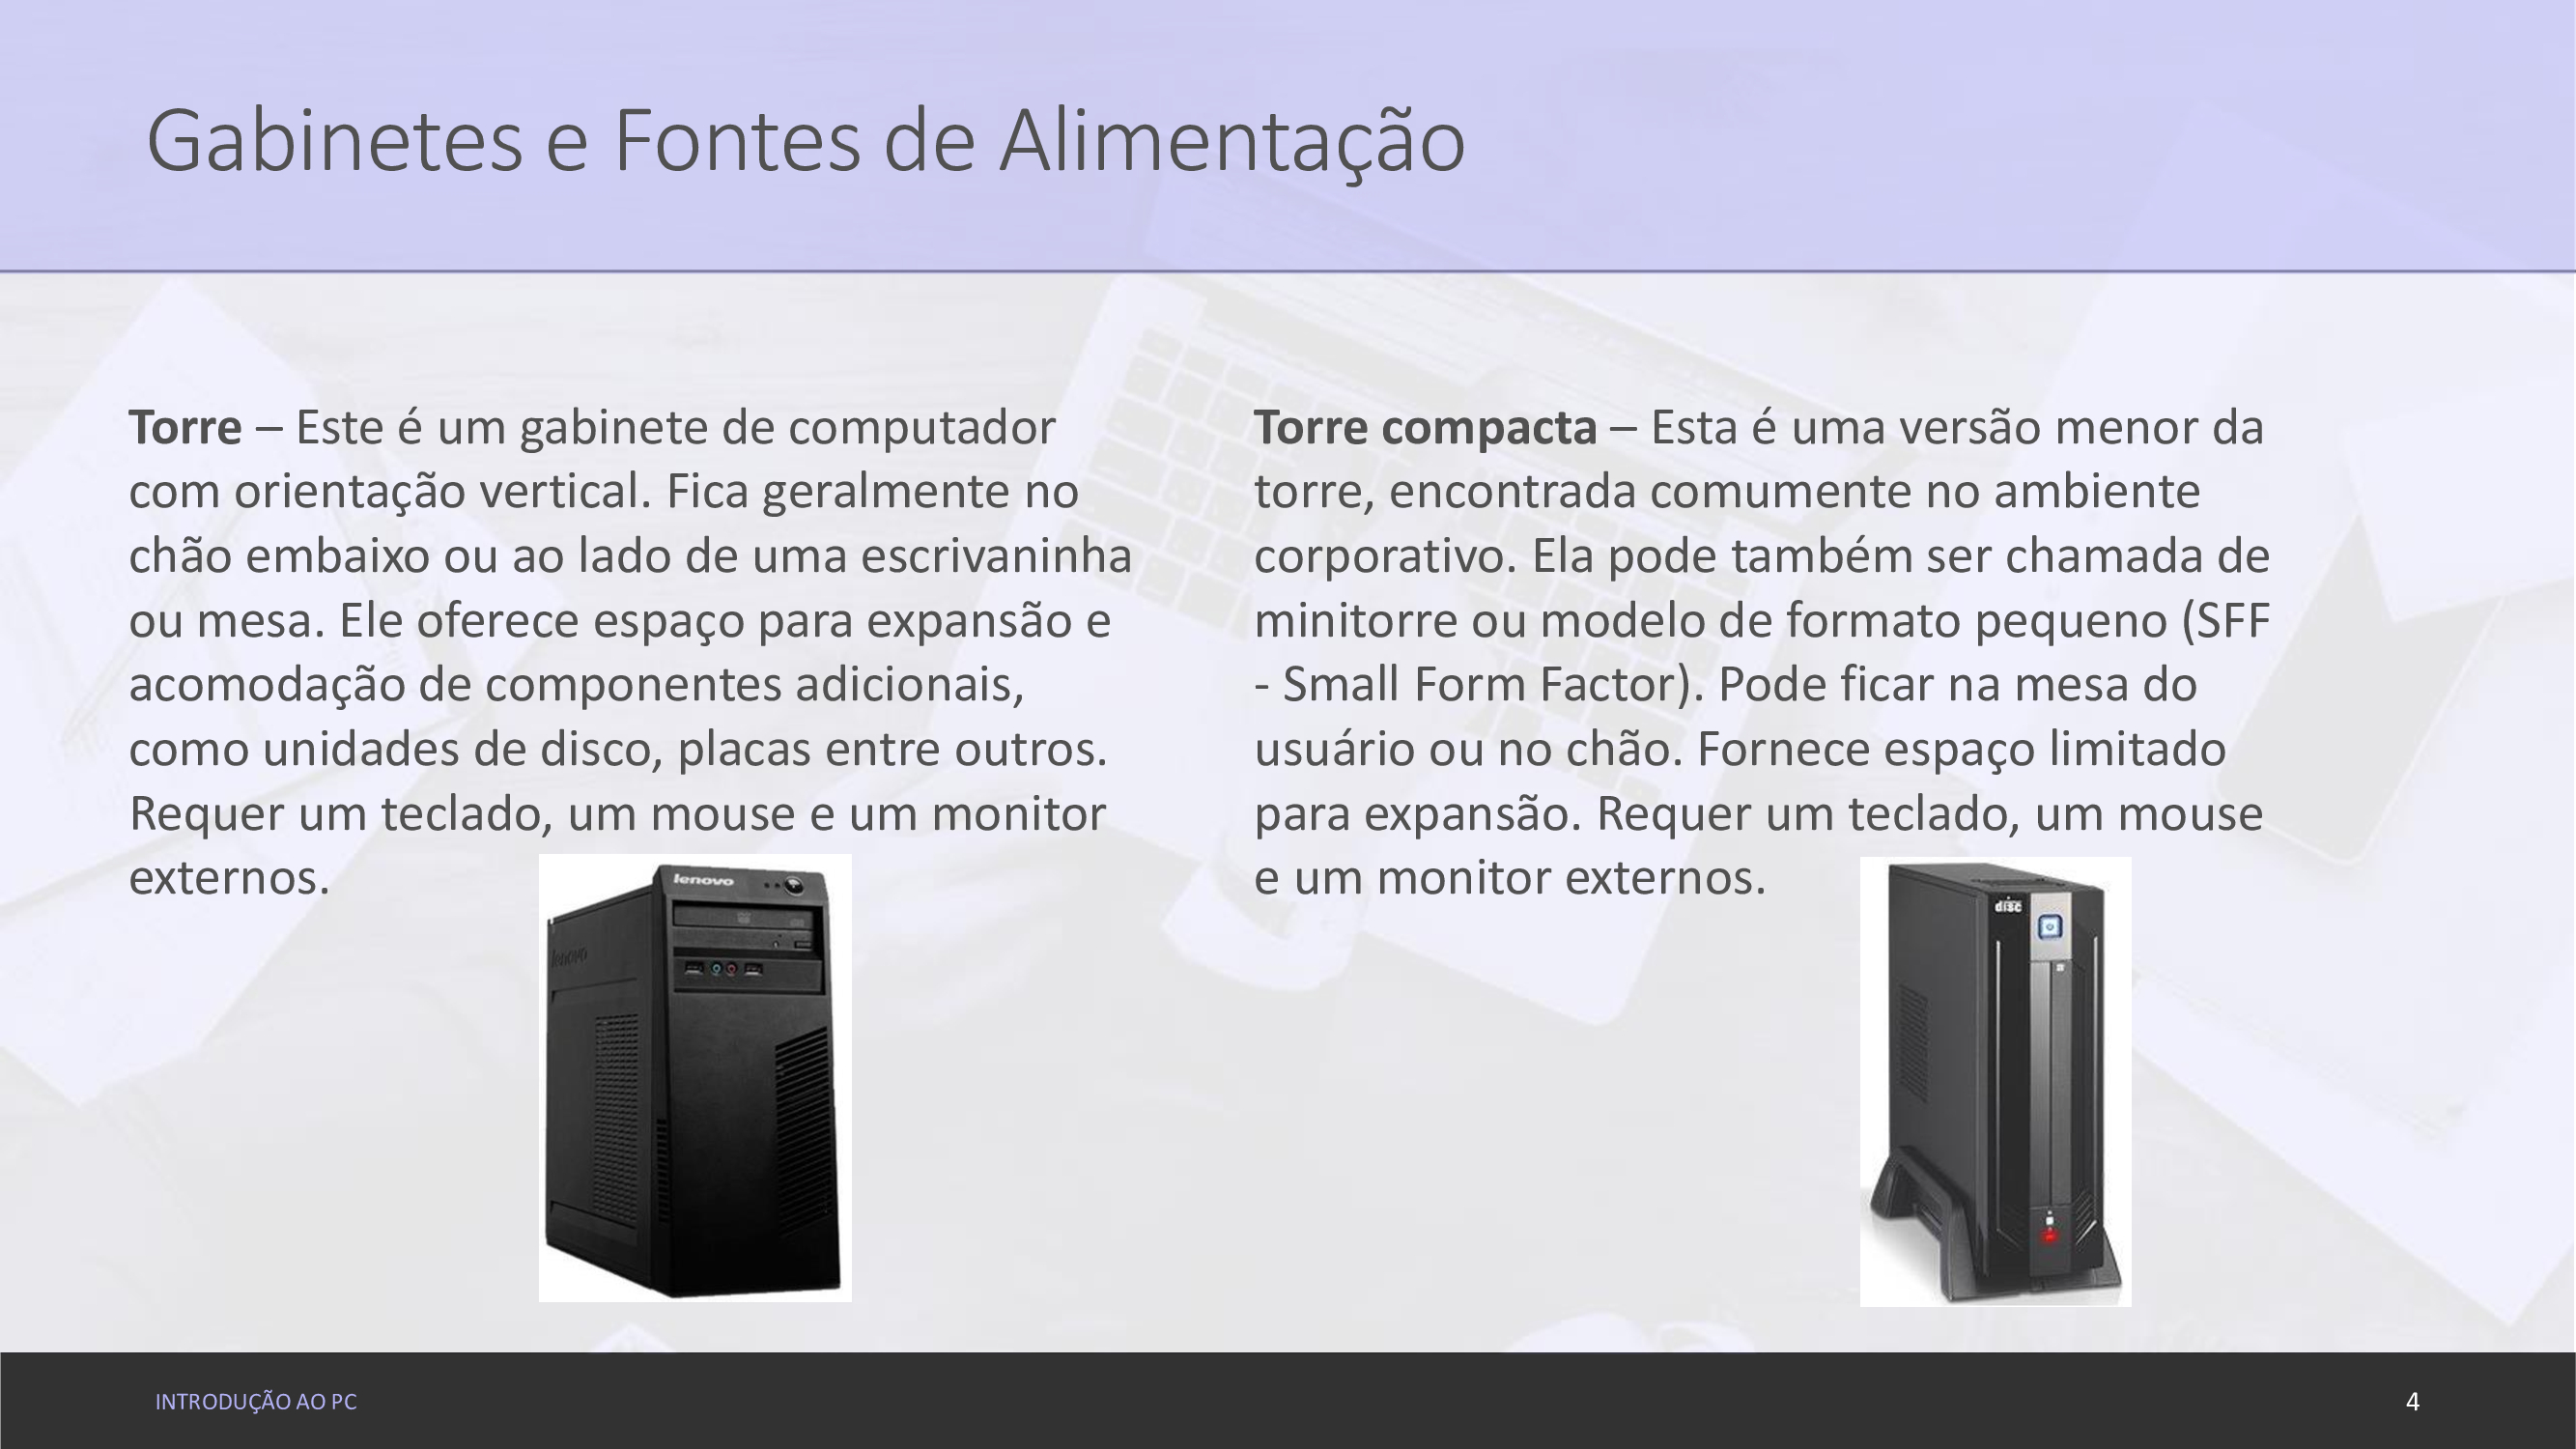 Gabinetes e Fontes de Alimentação
Torre – Este é um gabinete de computador
com orientação vertical. Fica geralmente no
chão embaixo ou ao lado de uma escrivaninha
ou mesa. Ele oferece espaço para expansão e
acomodação de componentes adicionais,
como unidades de disco, placas entre outros.
Requer um teclado, um mouse e um monitor
externos.
lenovo
lenovo
Torre compacta – Esta é uma versão menor da
torre, encontrada comumente no ambiente
corporativo. Ela pode também ser chamada de
minitorre ou modelo de formato pequeno (SFF
- Small Form Factor). Pode ficar na mesa do
usuário ou no chão. Fornece espaço limitado
para expansão. Requer um teclado, um mouse
e um monitor externos.
disc
INTRODUÇÃO AO PC
4